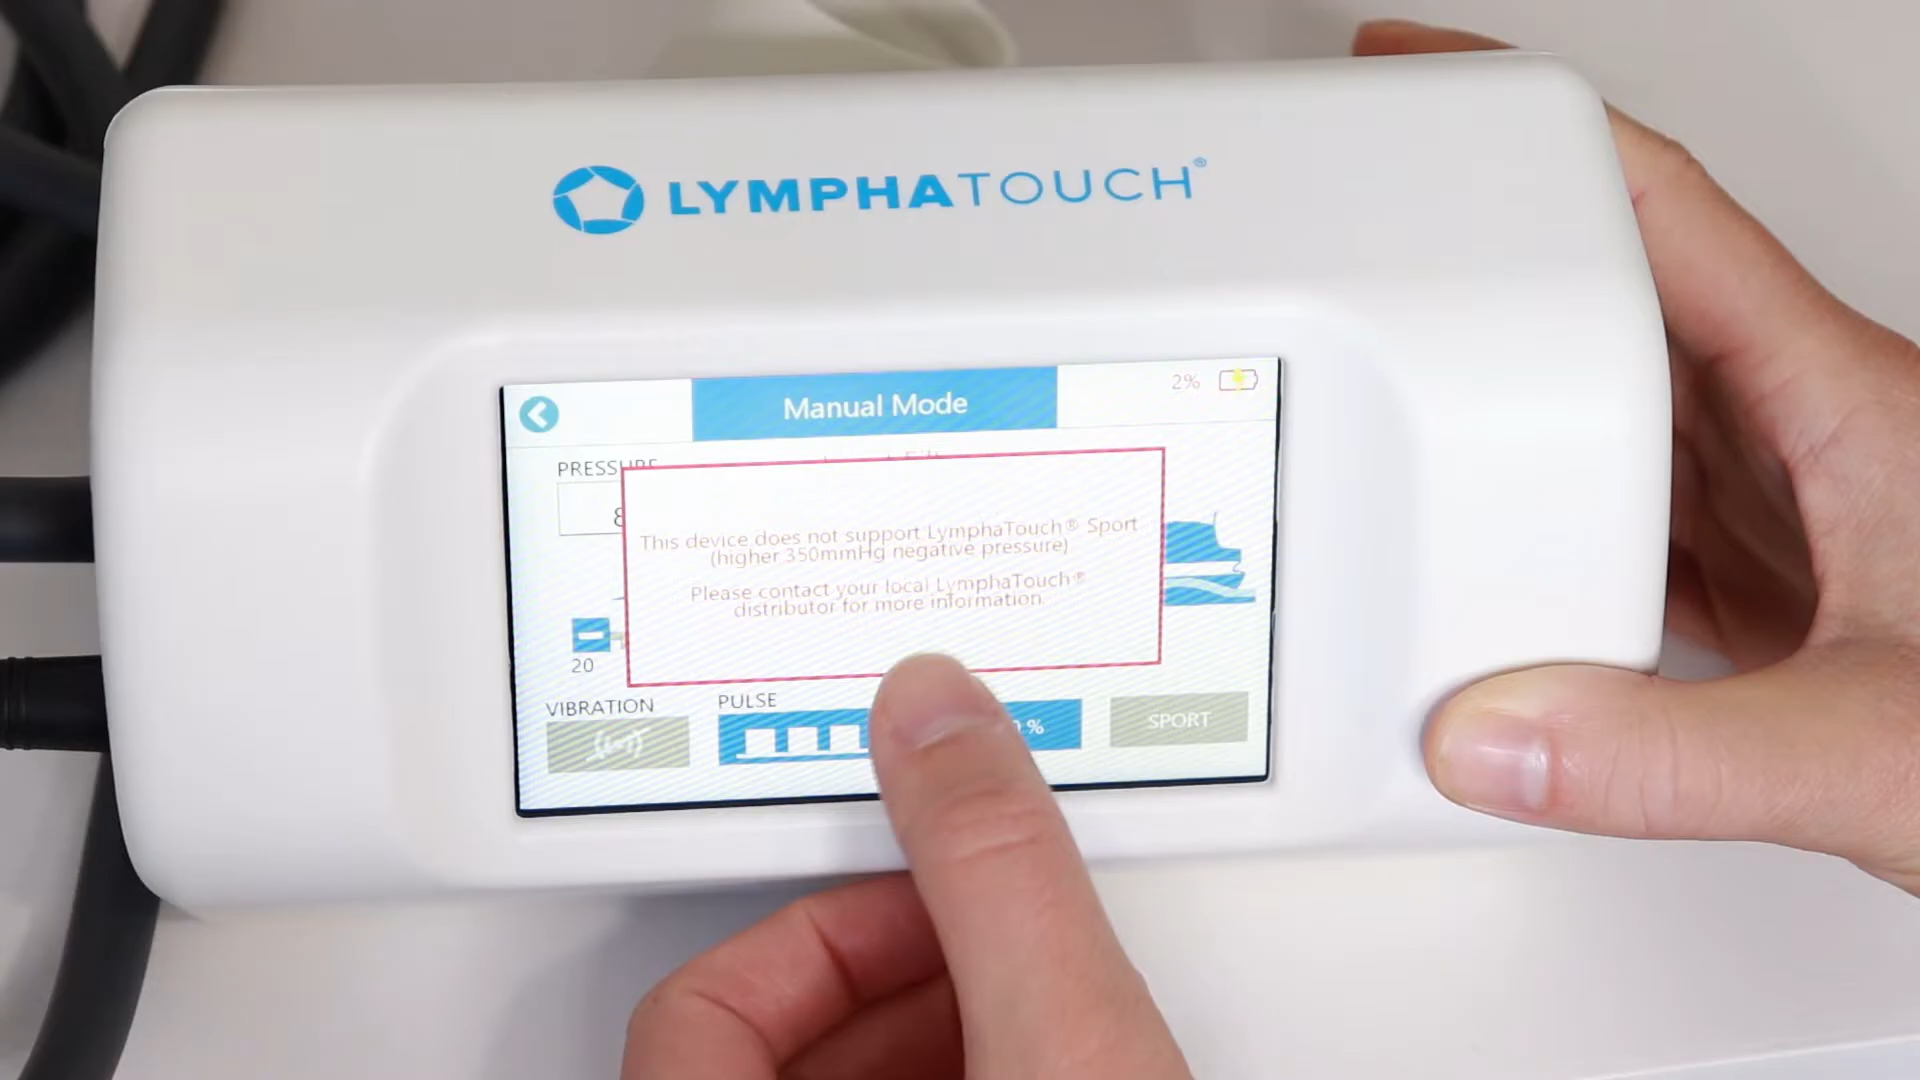 LYMPHATOUCH®
Manual Mode
2%
PRESSURE
This device does not support LymphaTouch® Sport
(higher 350mmHg negative pressure)
Please contact your local LymphaTouch®
distributor for more information.
20
VIBRATION
PULSE
%
SPORT